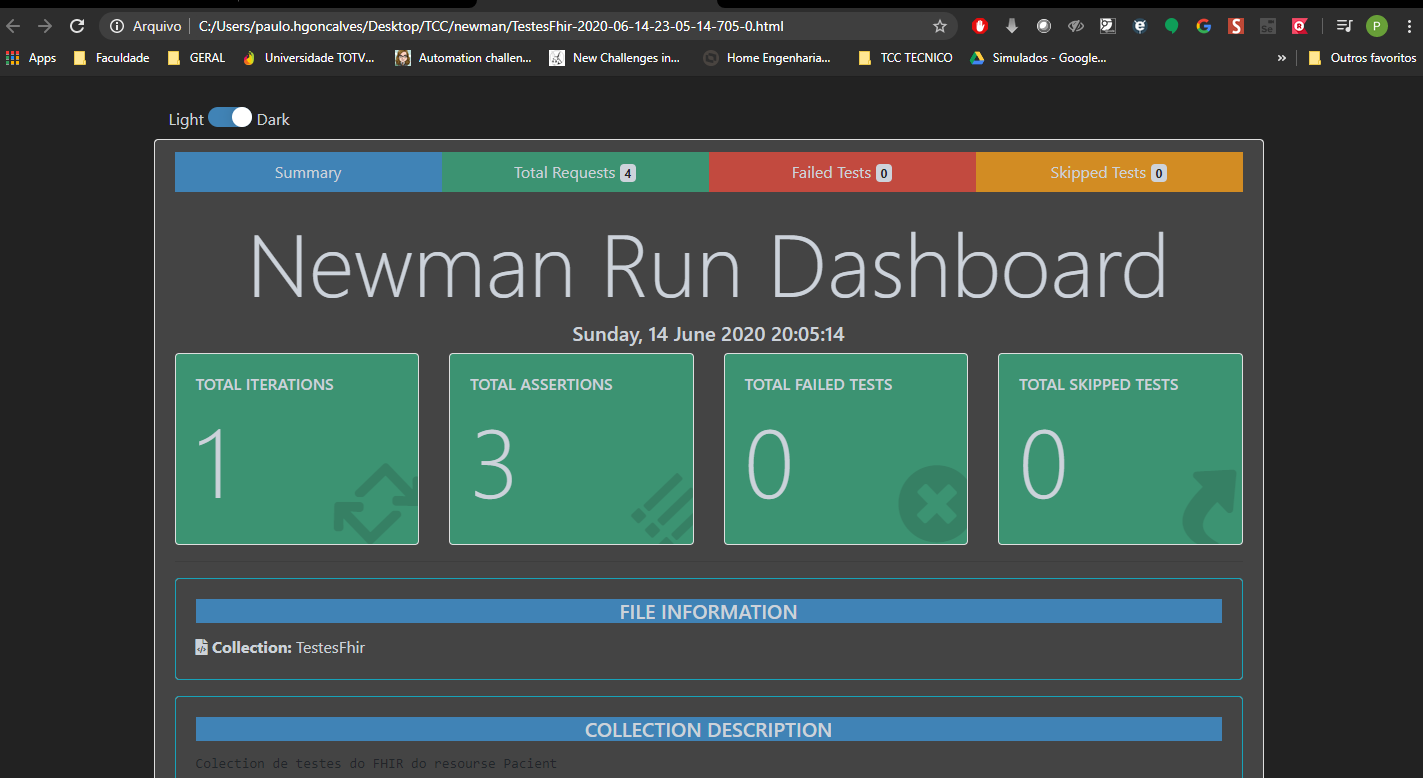 Arquivo C:/Users/paulo.hgoncalves/Desktop/TCC/newman/TestesFhir-2020-06-14-23-05-14-705-0.html
Apps Faculdade GERAL Universidade TOTV... Automation challen... New Challenges in... Home Engenharia... TCC TECNICO Simulados - Google... » Outros favoritos
Light Dark
Summary Total Requests 4 Failed Tests 0 Skipped Tests 0
Newman Run Dashboard
Sunday, 14 June 2020 20:05:14
TOTAL ITERATIONS TOTAL ASSERTIONS TOTAL FAILED TESTS TOTAL SKIPPED TESTS
1 3 0 0
FILE INFORMATION
Collection: TestesFhir
COLLECTION DESCRIPTION
Colection de testes do FHIR do resourse Pacient